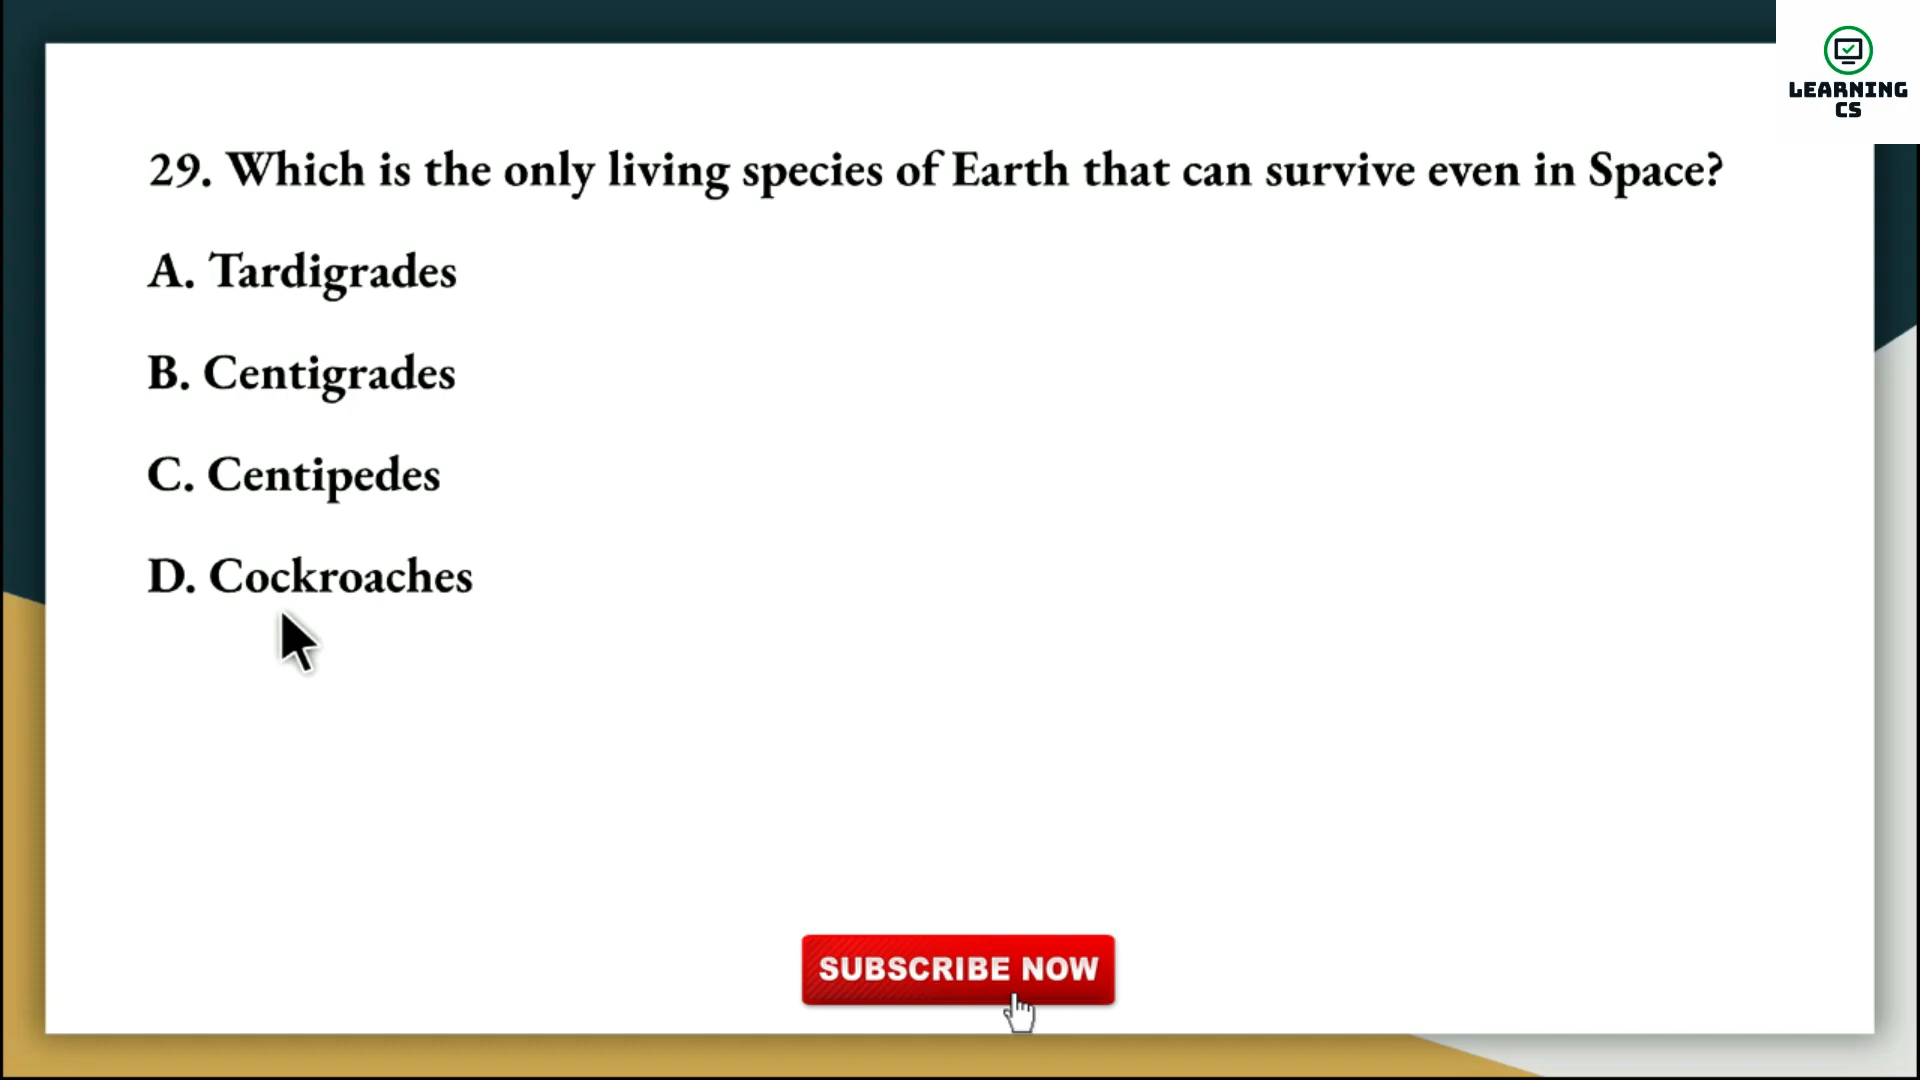 LEARNING
CS
29. Which is the only living species of Earth that can survive even in Space?
A. Tardigrades
B. Centigrades
C. Centipedes
D. Cockroaches
SUBSCRIBE NOW